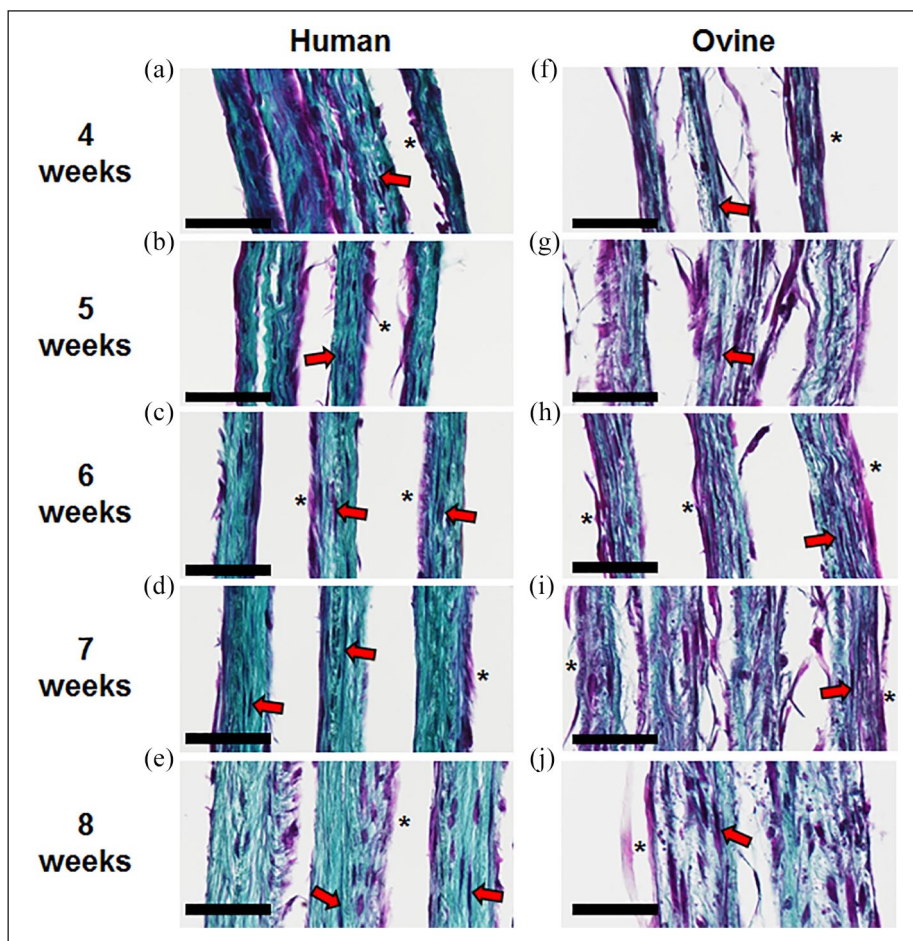 Human Ovine
(a) (f)
4
weeks
* *
(b) (g)
5
weeks
*
(c) (h)
6
weeks
* * * * *
(d) (i)
7
weeks
* * *
(e) (j)
8
weeks
* *